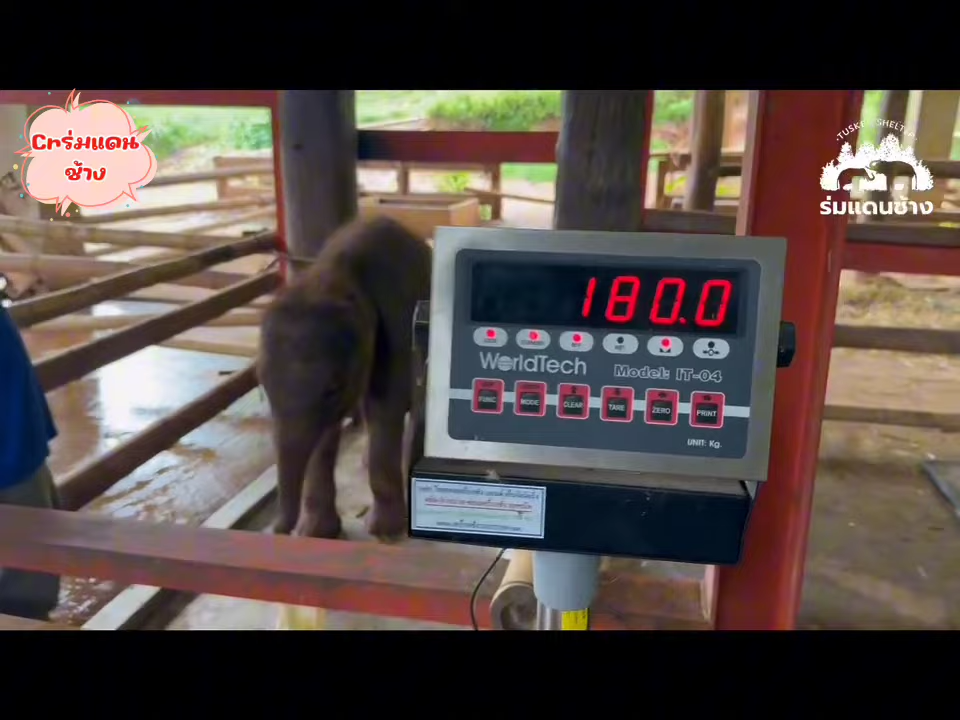 Crร่มแดน
ช้าง
TUSKER SHELTER
ร่มแดนช้าง
180.0
WORLDTech
Model: IT-04
FUNC
MODE
CLEAR
TARE
ZERO
PRINT
UNIT: Kg.